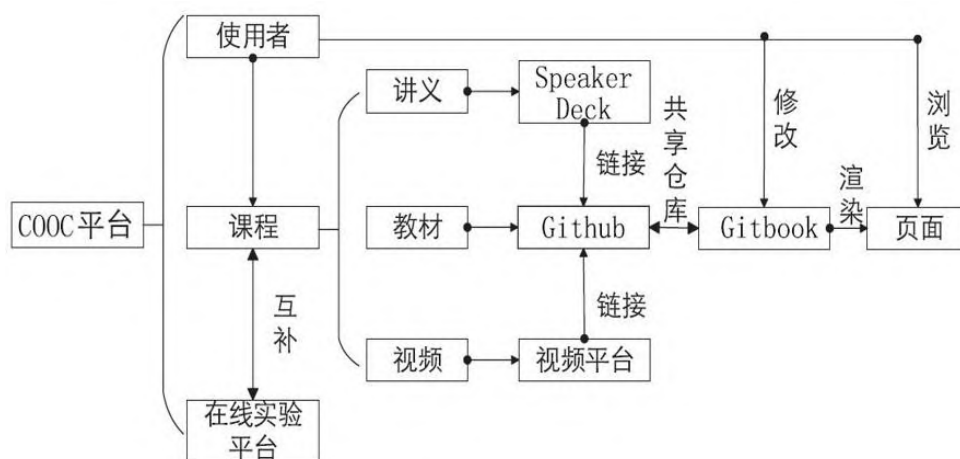 使用者
讲义
Speaker
Deck
修改
浏览
链接
共享仓库
COOC平台
课程
教材
Github
Gitbook
渲染
页面
互补
链接
视频
视频平台
在线实验
平台